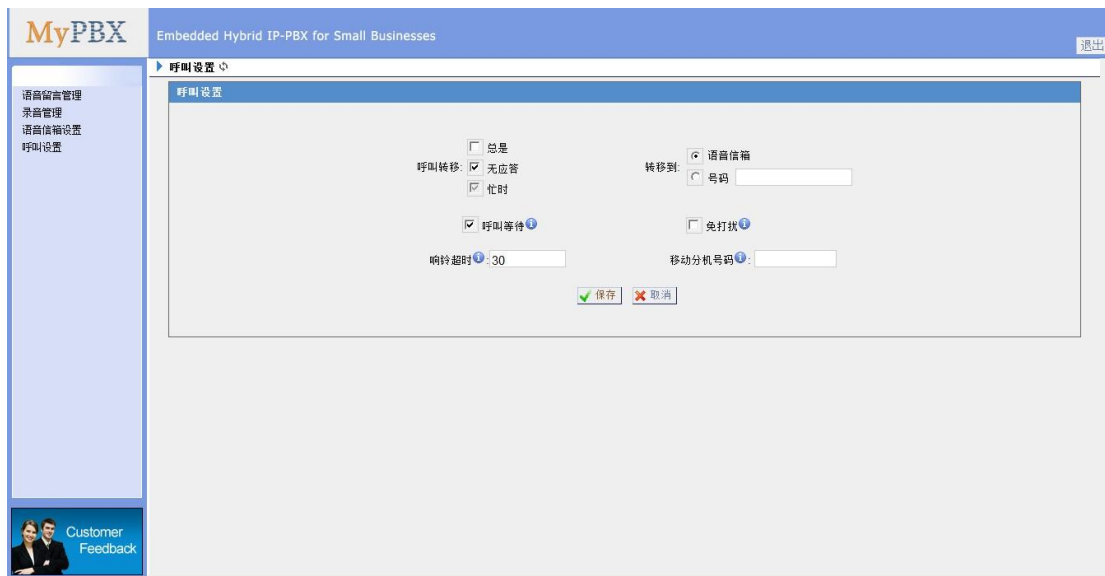 MyPBX
Embedded Hybrid IP-PBX for Small Businesses
退出
语音留言管理
录音管理
语音信箱设置
呼叫设置
呼叫设置
呼叫设置
呼叫转移:
总是
无应答
忙时
转移到:
语音信箱
号码
呼叫等待
免打扰
响铃超时: 30
移动分机号码:
保存
取消
Customer
Feedback